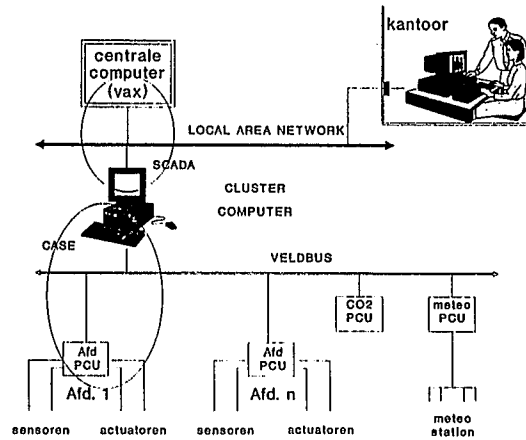 kantoor
centrale
computer
(vax)
LOCAL AREA NETWORK
SCADA
CLUSTER
COMPUTER
CASE
VELDBUS
CO2
PCU
meteo
PCU
Afd
PCU
Afd
PCU
Afd. 1
Afd. n
sensoren
actuatoren
sensoren
actuatoren
meteo
station